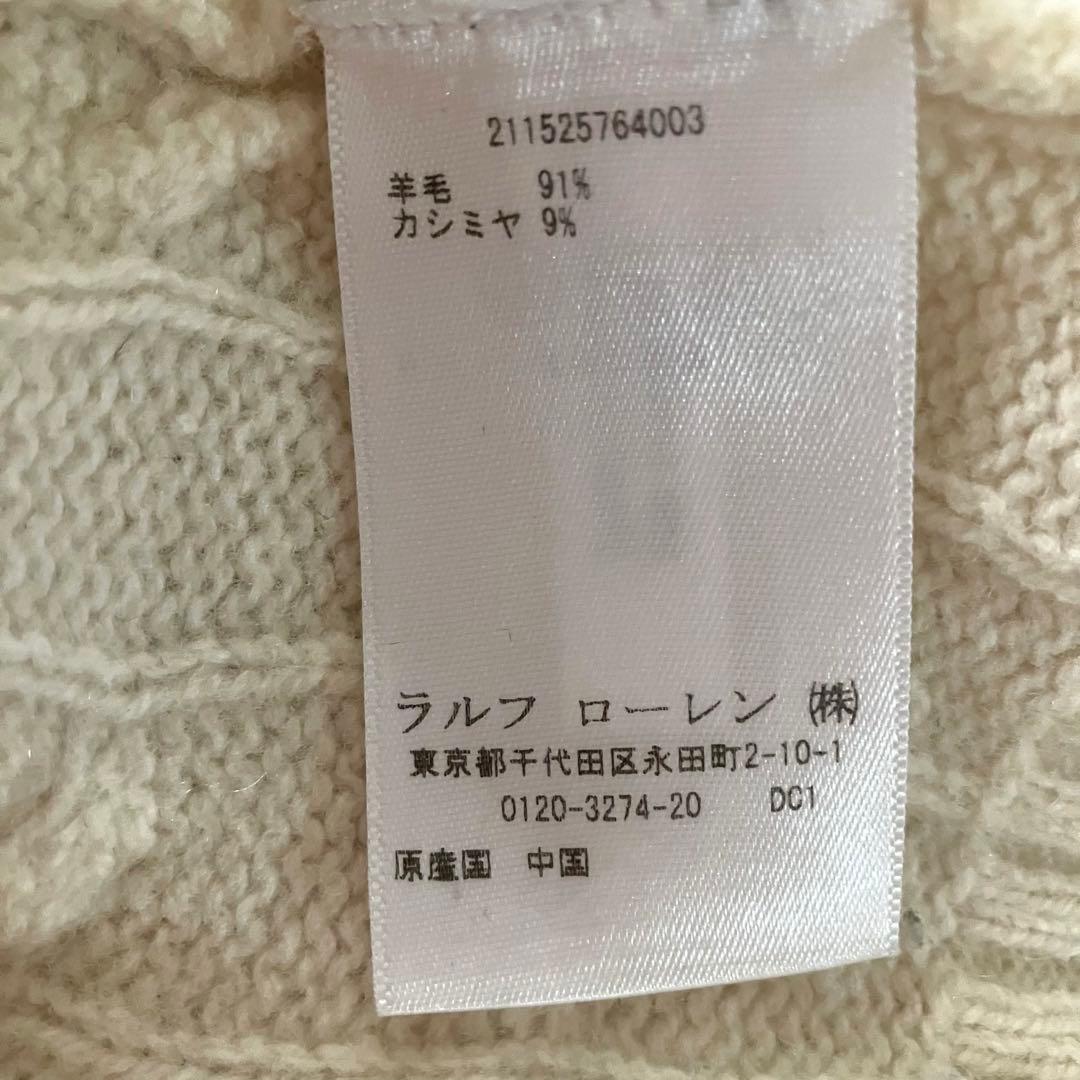 211525764003
羊毛 91%
カシミヤ 9%
ラルフ ローレン ㈱
東京都千代田区永田町2-10-1
0120-3274-20 DC1
原産国 中国